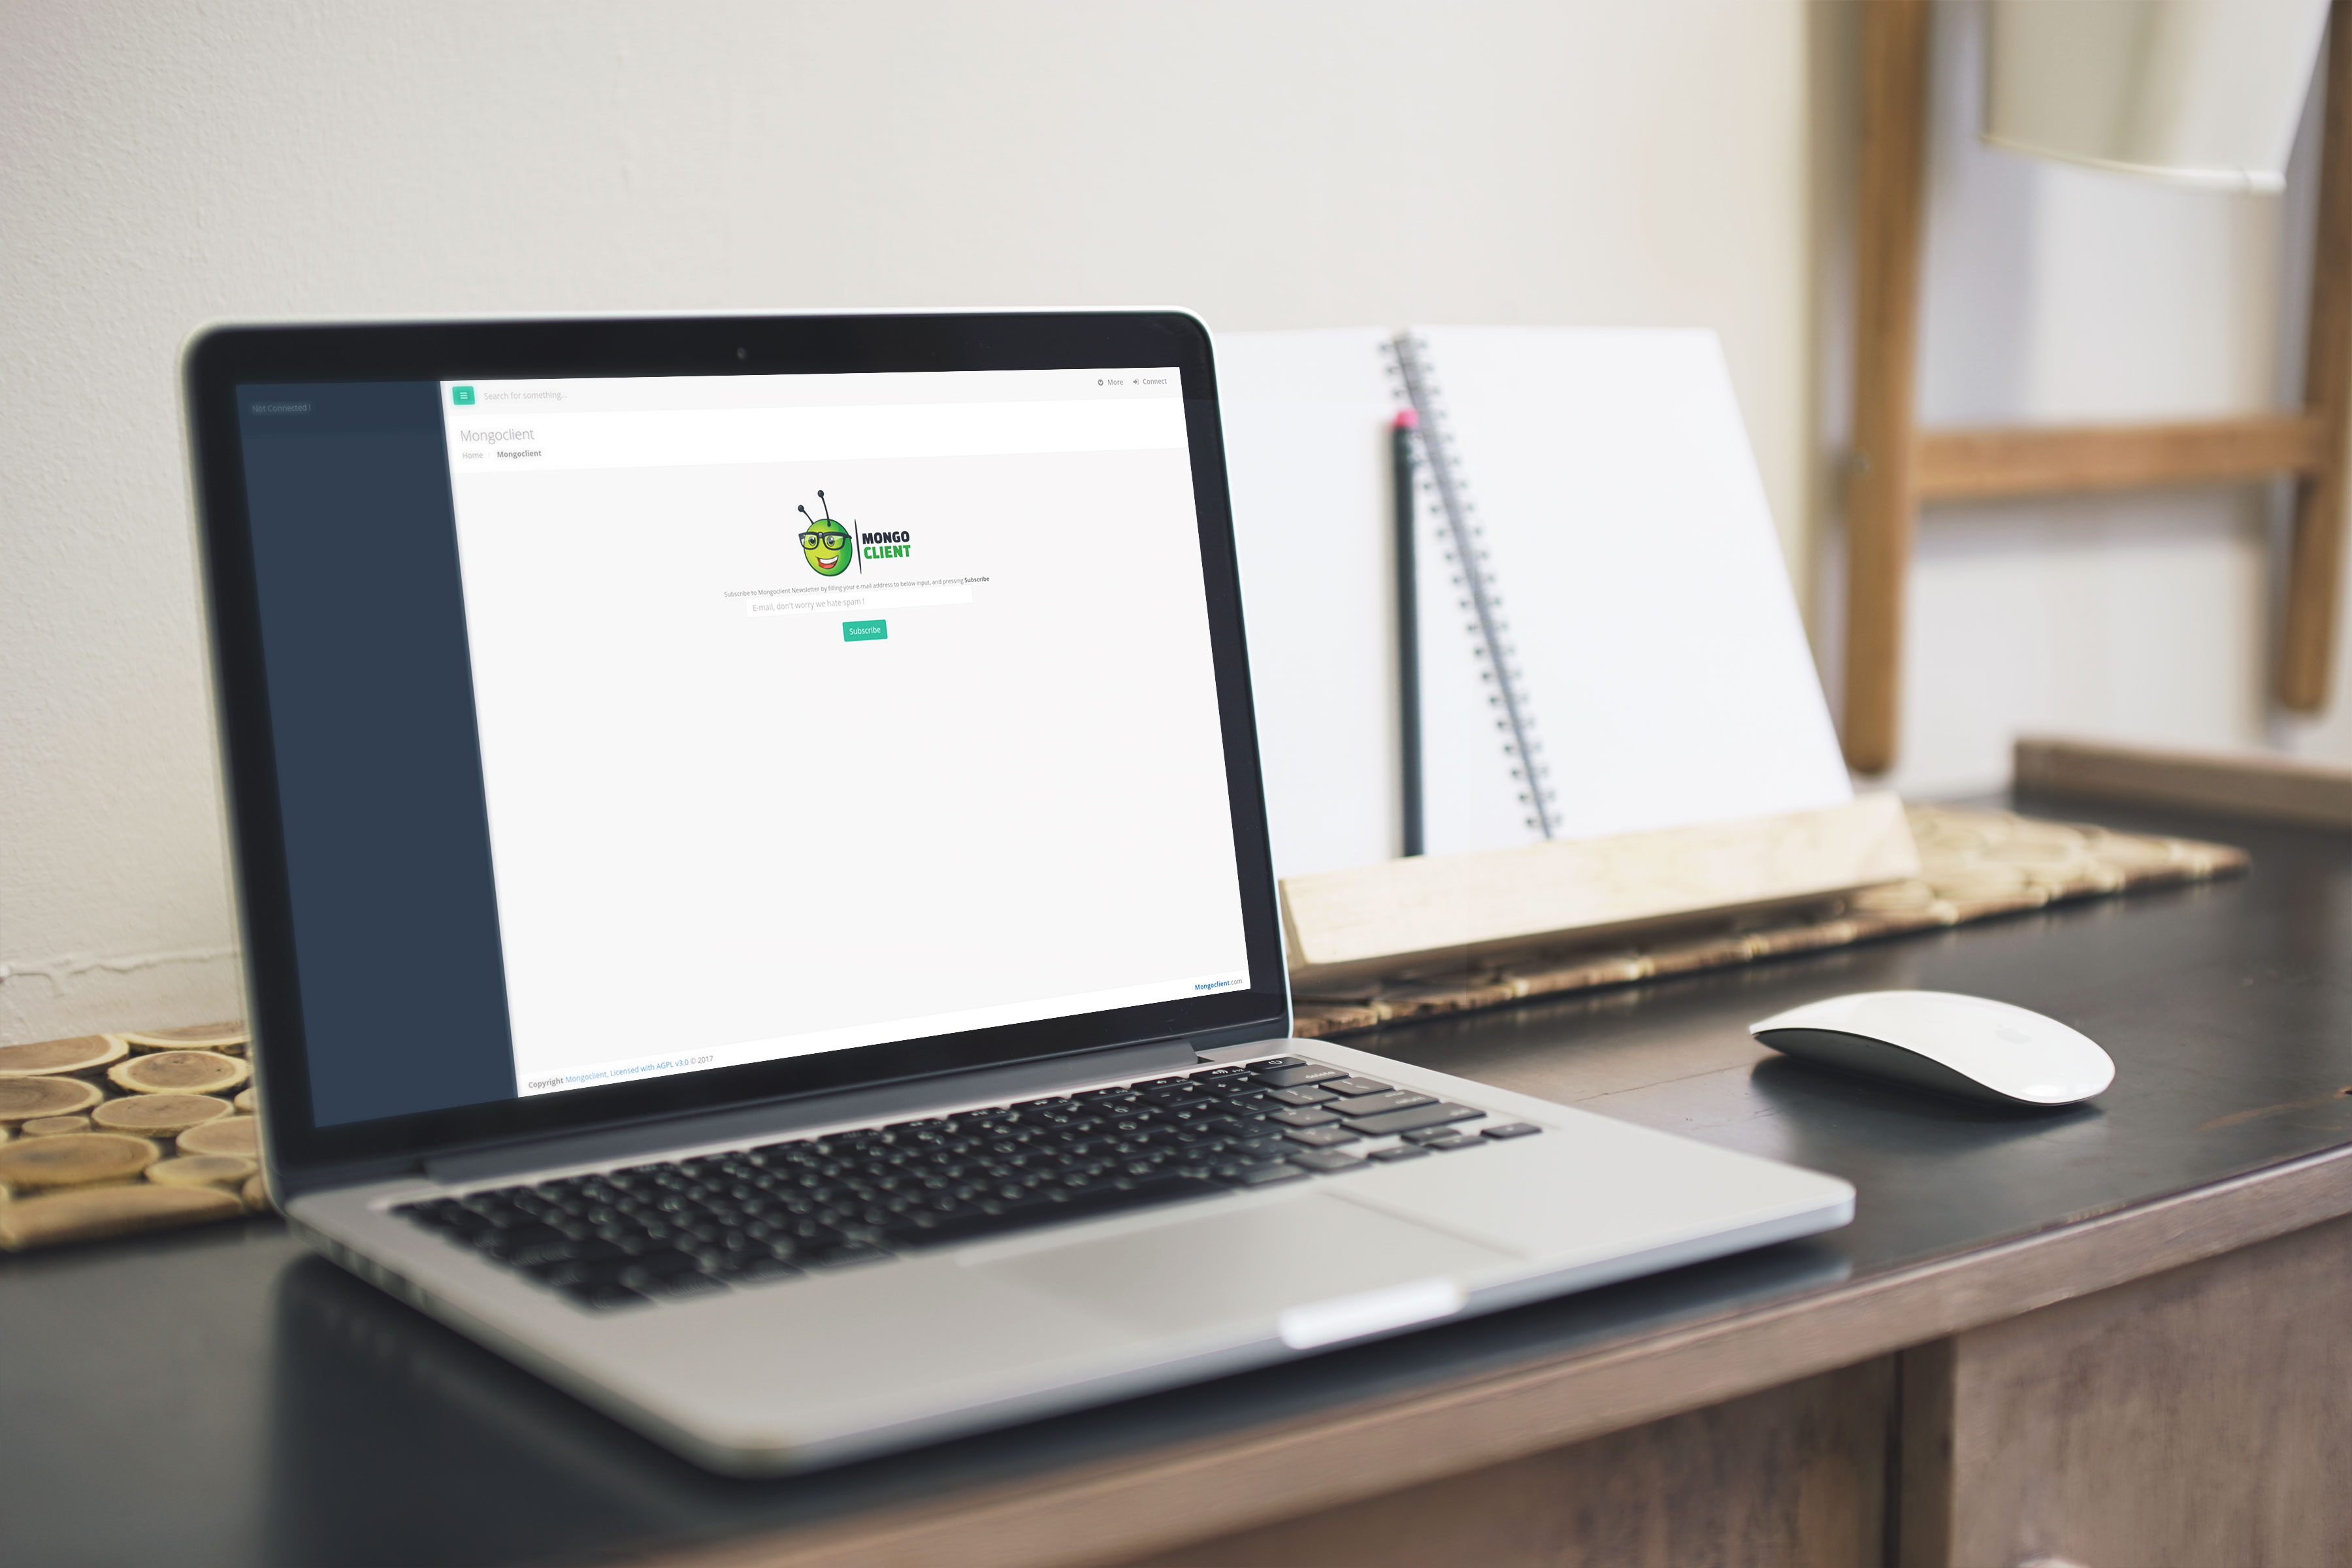 Not Connected !
Search for something...
More
Connect
Mongoclient
Home
Mongoclient
MONGO
CLIENT
Subscribe to Mongoclient Newsletter by filling your e-mail address to below input, and pressing Subscribe
E-mail, don't worry we hate spam !
Subscribe
Mongoclient.com
Copyright Mongoclient, Licensed with AGPL v3.0 © 2017